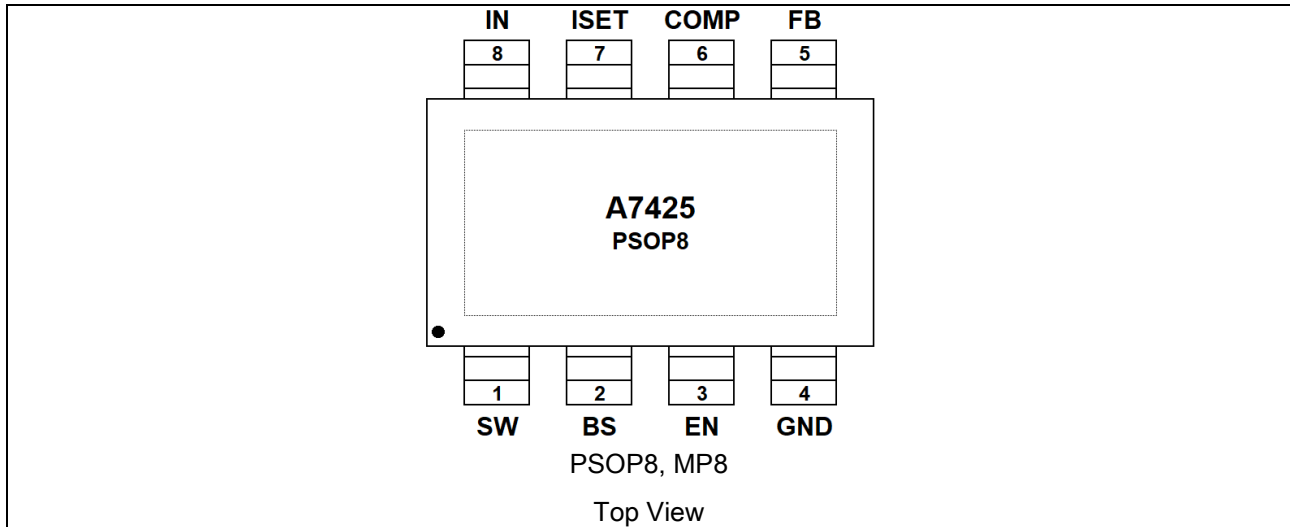 IN ISET COMP FB
8 7 6 5
A7425
PSOP8
1 2 3 4
SW BS EN GND
PSOP8, MP8
Top View